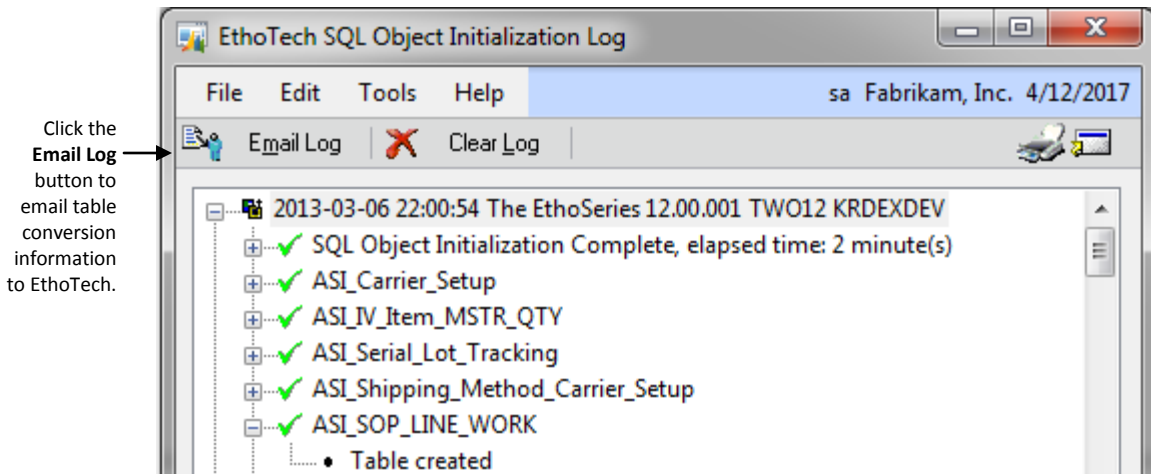 EthoTech SQL Object Initialization Log
File Edit Tools Help
sa Fabrikam, Inc. 4/12/2017
Email Log Clear Log
Click the
Email Log
button to
email table
conversion
information
to EthoTech.
2013-03-06 22:00:54 The EthoSeries 12.00.001 TWO12 KRDEXDEV
SQL Object Initialization Complete, elapsed time: 2 minute(s)
ASI_Carrier_Setup
ASI_IV_Item_MSTR_QTY
ASI_Serial_Lot_Tracking
ASI_Shipping_Method_Carrier_Setup
ASI_SOP_LINE_WORK
Table created